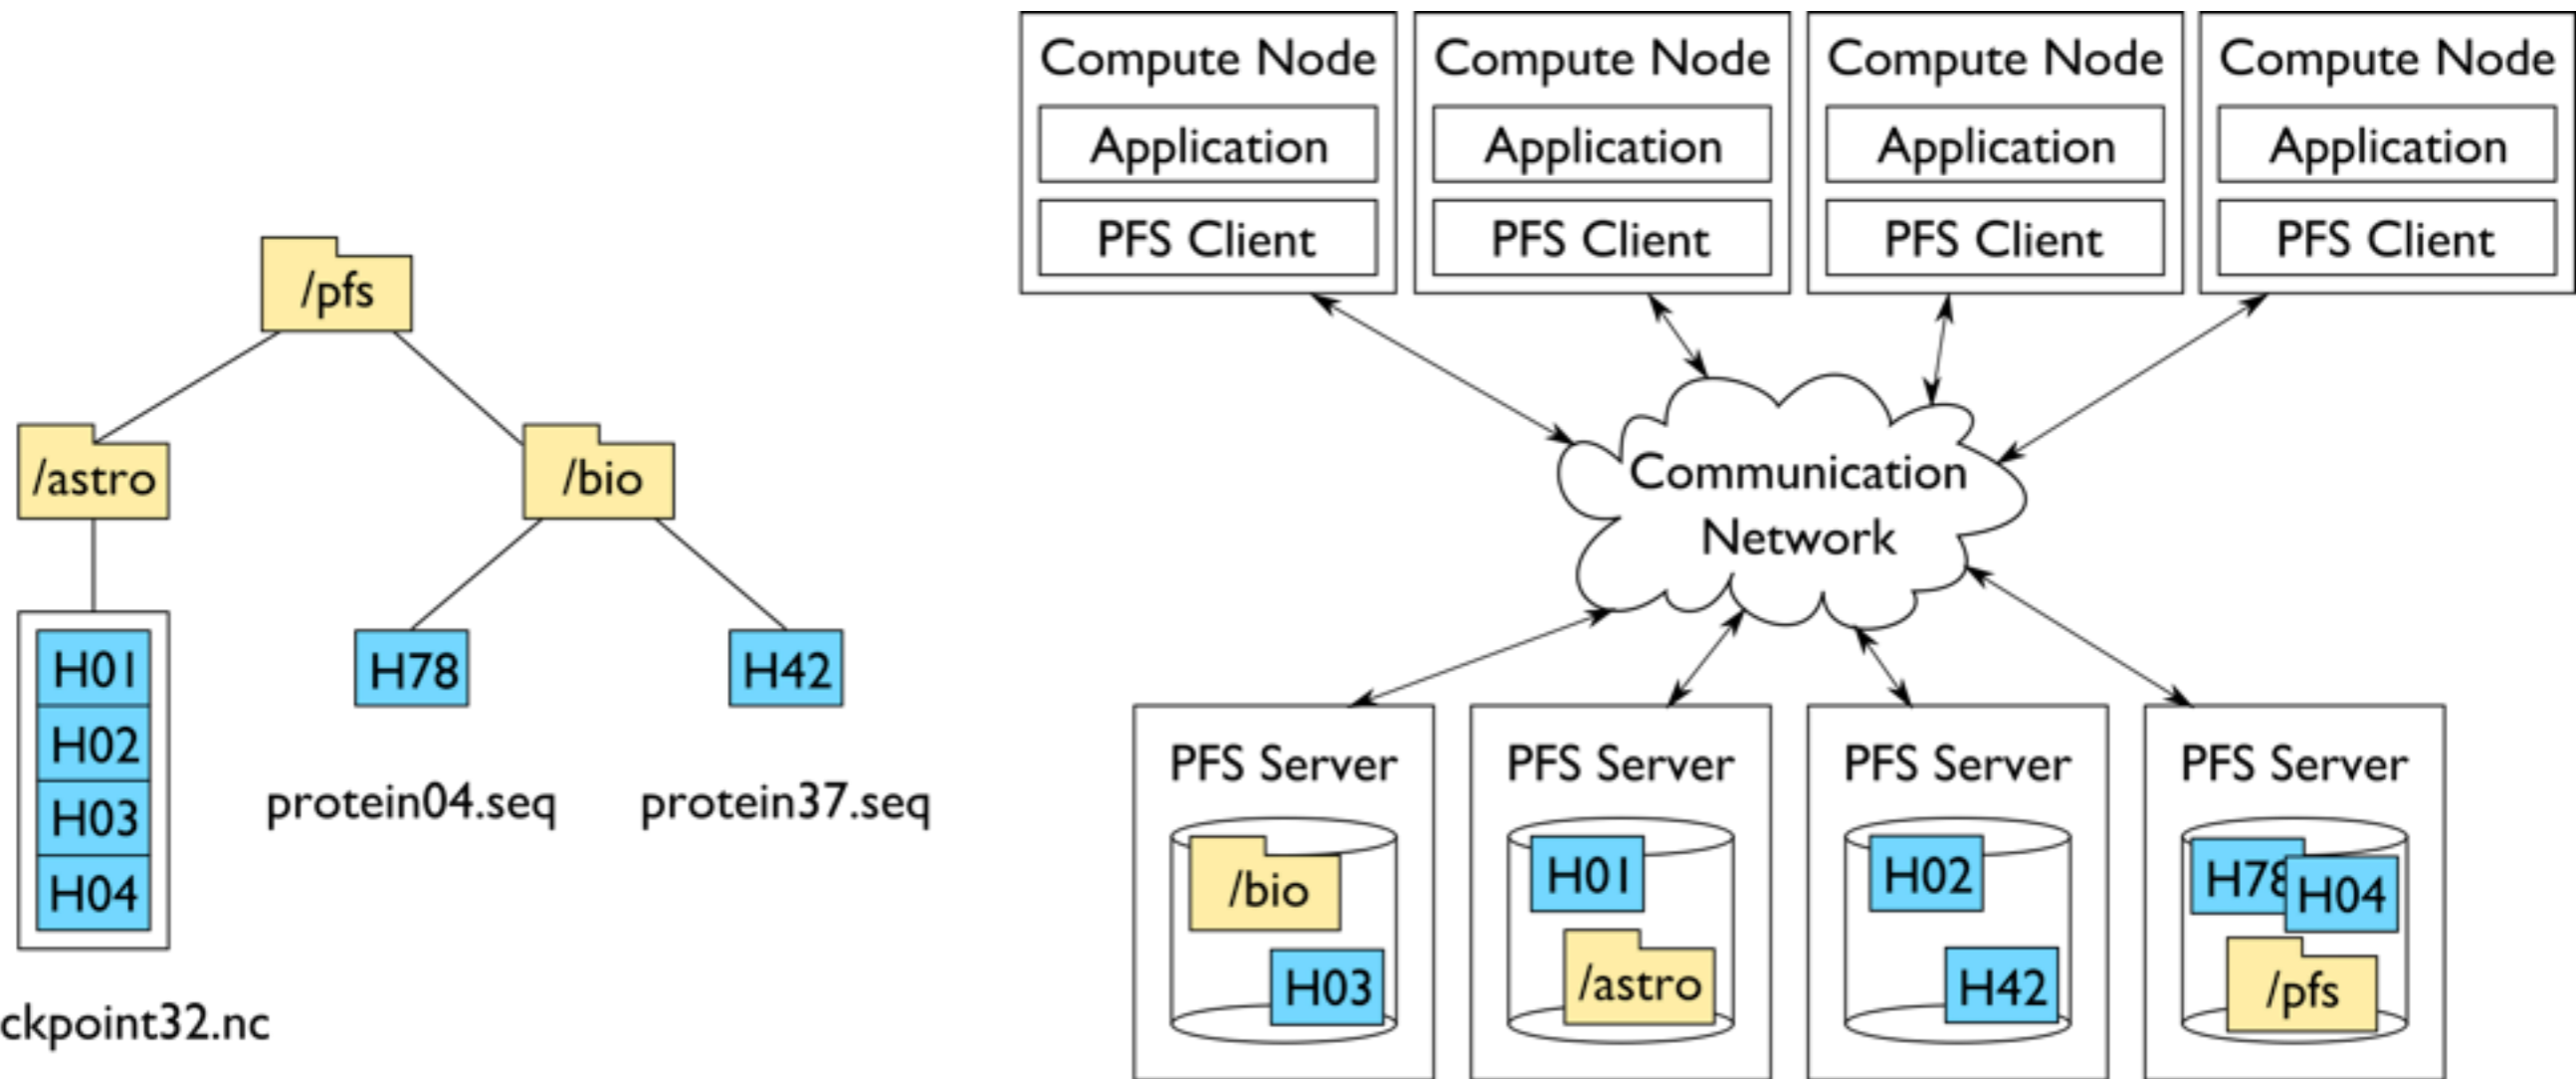 /pfs
/astro
/bio
H01
H02
H03
H04
H78
H42
protein04.seq
protein37.seq
ckpoint32.nc
Compute Node
Application
PFS Client
Compute Node
Application
PFS Client
Compute Node
Application
PFS Client
Compute Node
Application
PFS Client
Communication
Network
PFS Server
/bio
H03
PFS Server
H01
/astro
PFS Server
H02
H42
PFS Server
H78
H04
/pfs